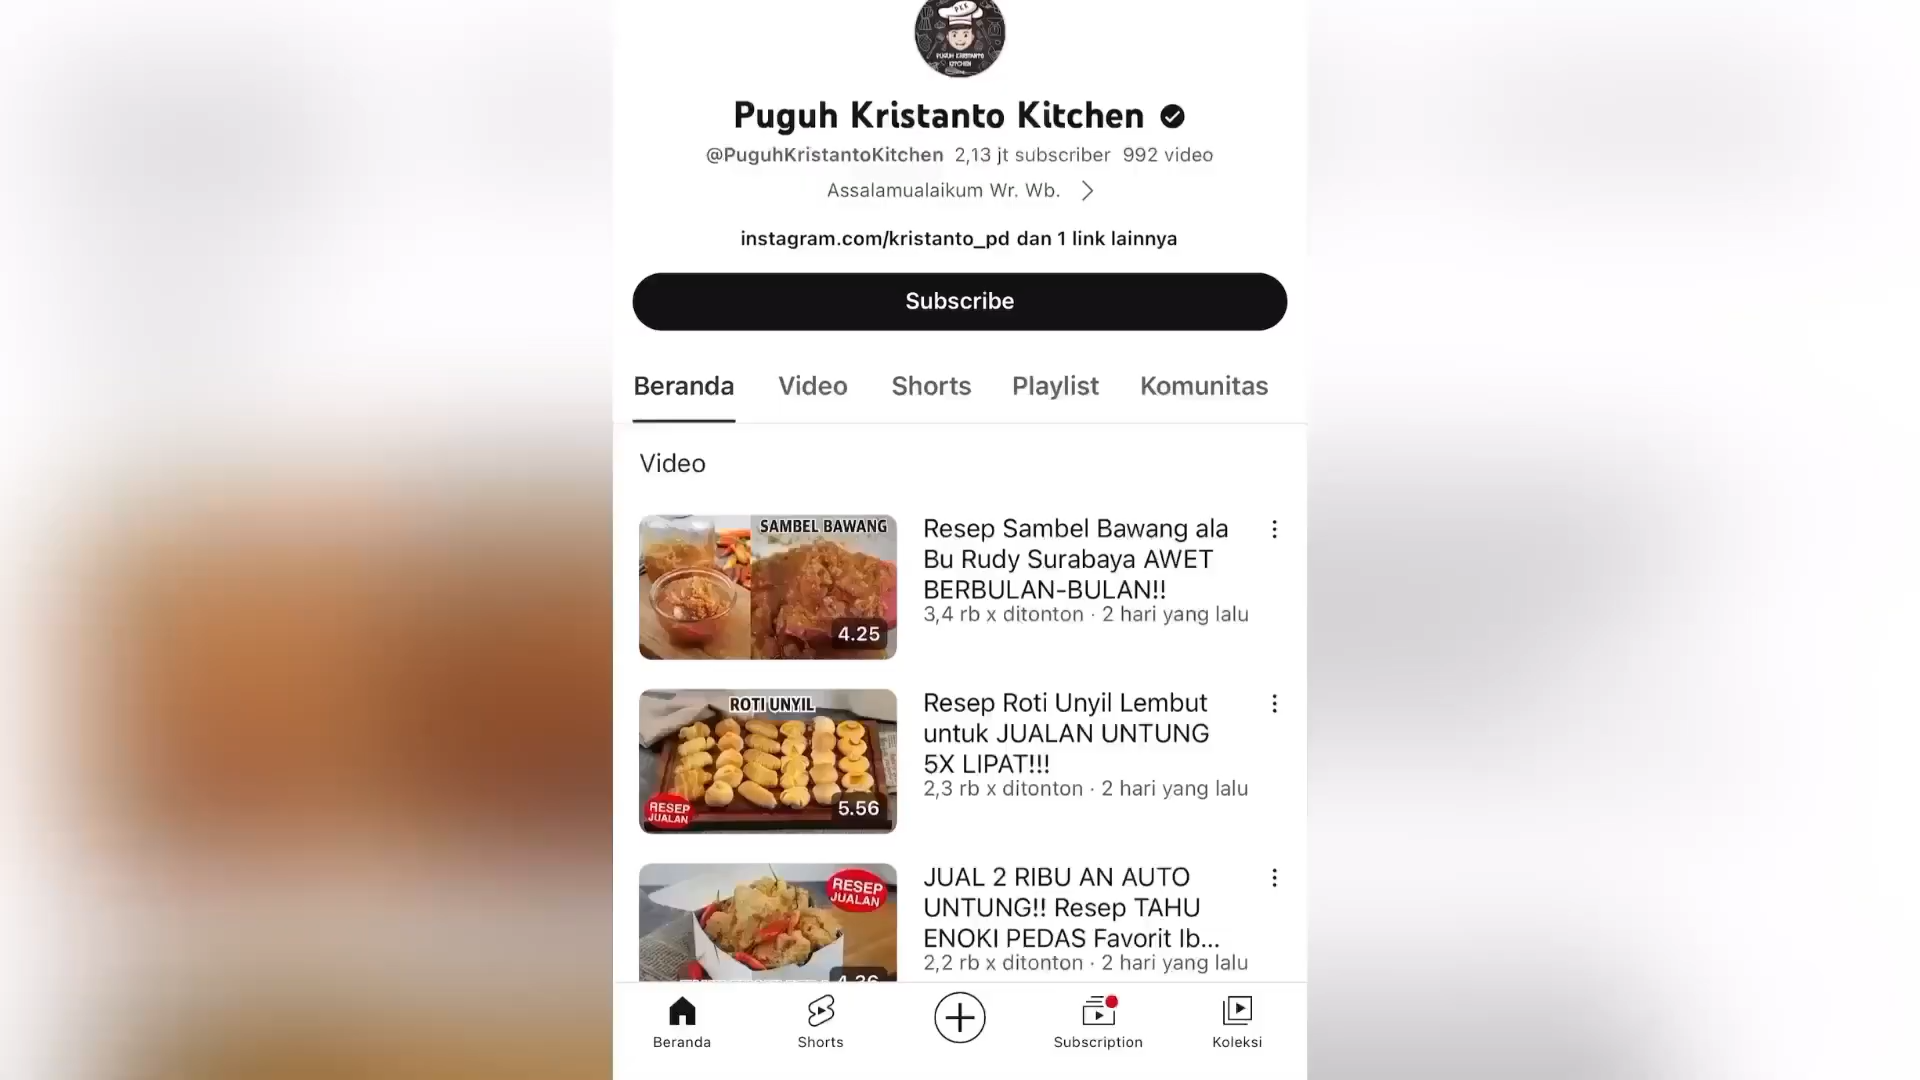 PKK
PUGUH KRISTANTO
KITCHEN
Puguh Kristanto Kitchen
@PuguhKristantoKitchen 2,13 jt subscriber 992 video
Assalamualaikum Wr. Wb.
instagram.com/kristanto_pd dan 1 link lainnya
Subscribe
Beranda Video Shorts Playlist Komunitas
Video
SAMBEL BAWANG
4.25
Resep Sambel Bawang ala
Bu Rudy Surabaya AWET
BERBULAN-BULAN!!
3,4 rb x ditonton · 2 hari yang lalu
ROTI UNYIL
RESEP
JUALAN
5.56
Resep Roti Unyil Lembut
untuk JUALAN UNTUNG
5X LIPAT!!!
2,3 rb x ditonton · 2 hari yang lalu
RESEP
JUALAN
JUAL 2 RIBU AN AUTO
UNTUNG!! Resep TAHU
ENOKI PEDAS Favorit Ib...
2,2 rb x ditonton · 2 hari yang lalu
Beranda Shorts Subscription Koleksi